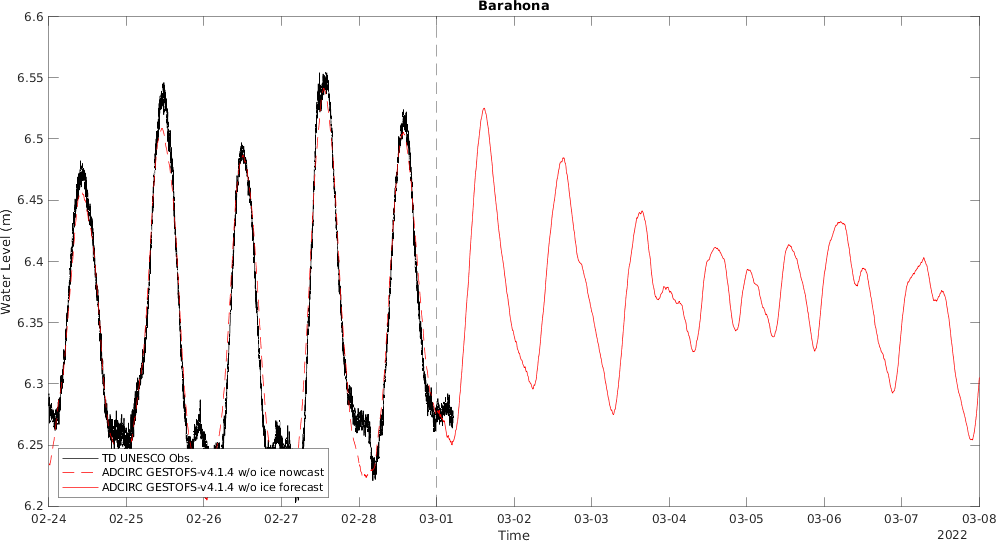 Barahona
6.6
6.55
6.5
6.45
6.4
6.35
6.3
6.25
6.2
Water Level (m)
TD UNESCO Obs.
ADCIRC GESTOFS-v4.1.4 w/o ice nowcast
ADCIRC GESTOFS-v4.1.4 w/o ice forecast
02-24 02-25 02-26 02-27 02-28 03-01 03-02 03-03 03-04 03-05 03-06 03-07 03-08
Time
2022